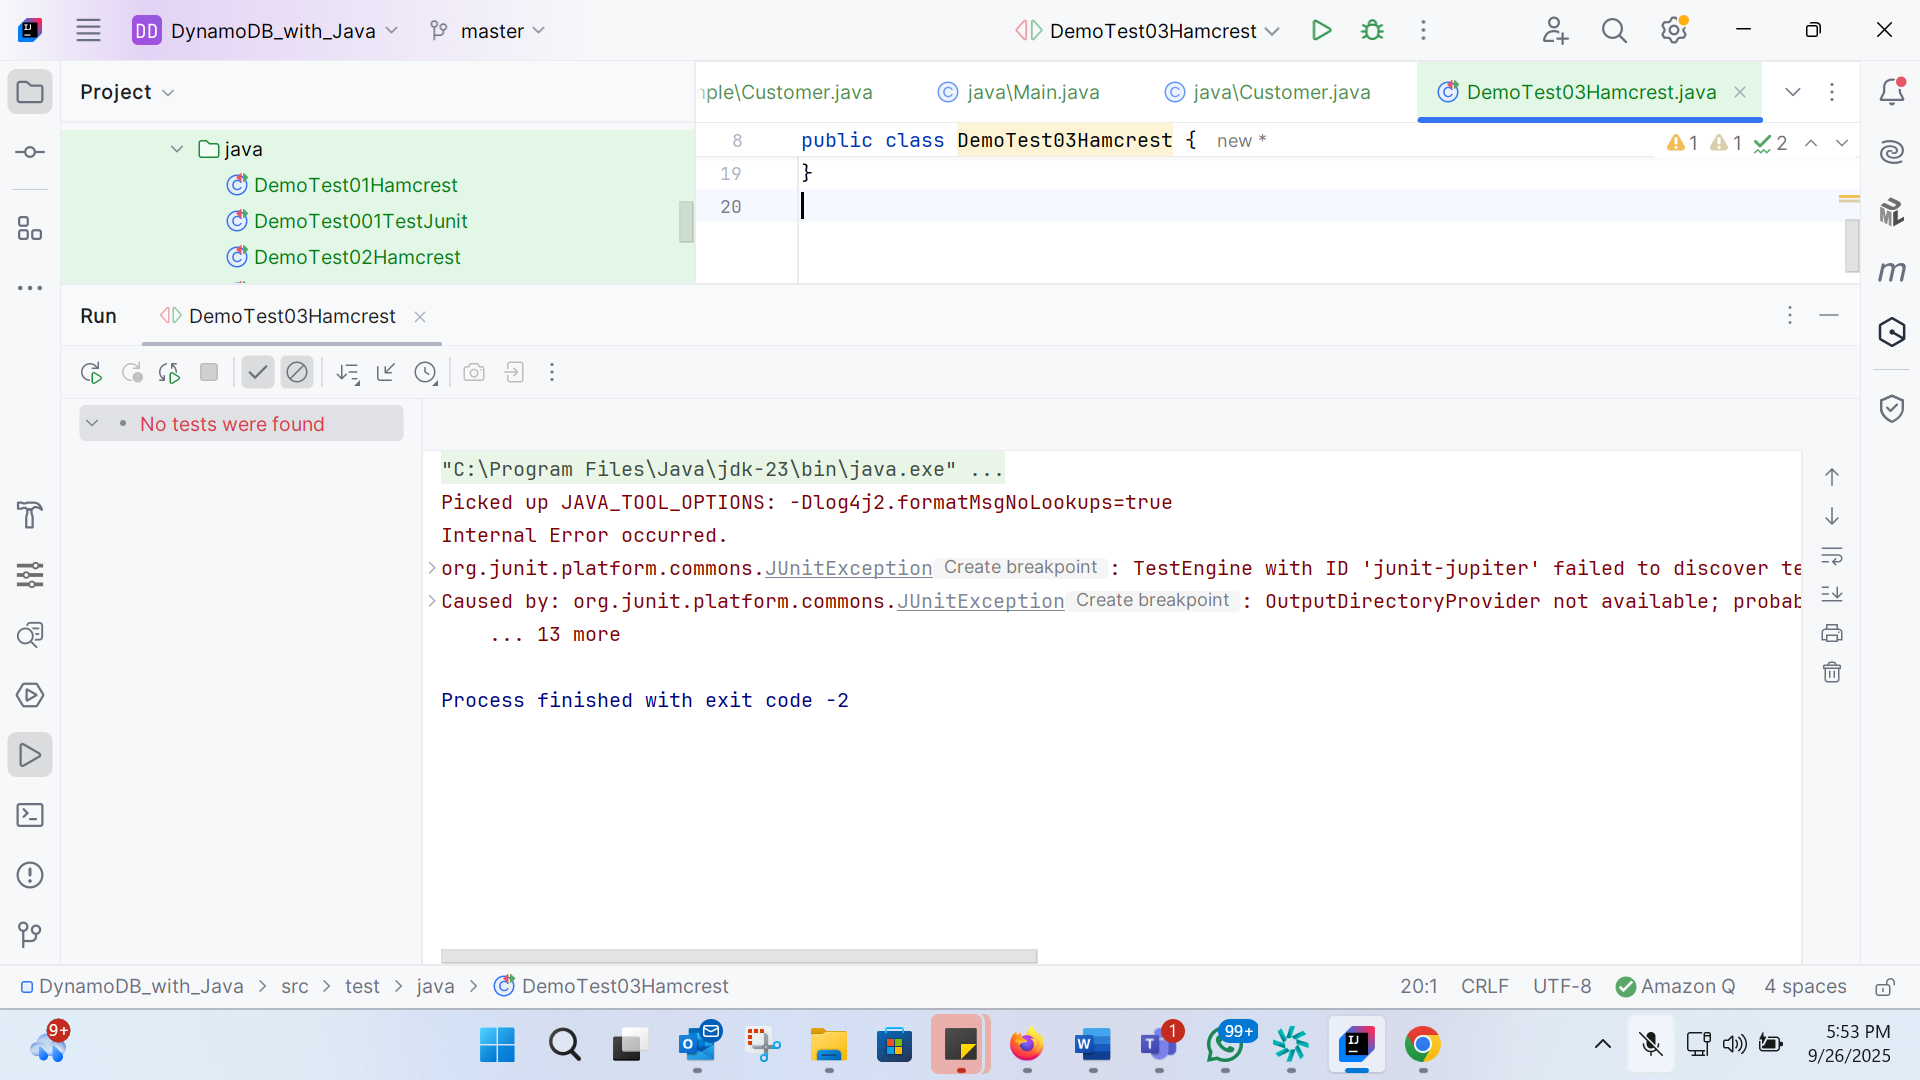 DD DynamoDB_with_Java master DemoTest03Hamcrest
Project
mple\Customer.java java\Main.java java\Customer.java DemoTest03Hamcrest.java
java
DemoTest01Hamcrest
DemoTest001TestJunit
DemoTest02Hamcrest
8 public class DemoTest03Hamcrest { new *
1 1 2
19 }
20
Run DemoTest03Hamcrest
No tests were found
"C:\Program Files\Java\jdk-23\bin\java.exe" ...
Picked up JAVA_TOOL_OPTIONS: -Dlog4j2.formatMsgNoLookups=true
Internal Error occurred.
org.junit.platform.commons.JUnitException Create breakpoint : TestEngine with ID 'junit-jupiter' failed to discover te
Caused by: org.junit.platform.commons.JUnitException Create breakpoint : OutputDirectoryProvider not available; probab
... 13 more
Process finished with exit code -2
DynamoDB_with_Java > src > test > java > DemoTest03Hamcrest
20:1 CRLF UTF-8 Amazon Q 4 spaces
9+
1
99+
5:53 PM
9/26/2025